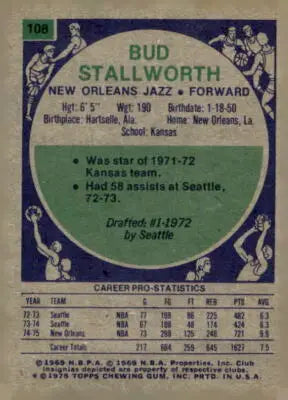 108
BUD
STALLWORTH
NEW ORLEANS JAZZ • FORWARD
Hgt: 6' 5" Wgt: 190 Birthdate: 1-18-50
Birthplace: Hartselle, Ala. Home: New Orleans, La.
School: Kansas
• Was star of 1971-72
Kansas team.
• Had 58 assists at Seattle,
72-73.
Drafted: #1-1972
by Seattle
CAREER PRO-STATISTICS
YEAR TEAM G FG FT REB PTS AVG.
72-73 Seattle NBA 77 198 86 225 482 6.3
73-74 Seattle NBA 67 188 48 174 424 6.3
74-75 New Orleans NBA 73 298 125 246 721 9.9
Career Totals 217 684 259 645 1627 7.5
©1969 N.B.P.A. ©1969 N.B.A. Properties, Inc. Club
insignias depicted are property of respective clubs.
©1975 TOPPS CHEWING GUM, INC. PRTD. IN U.S.A.